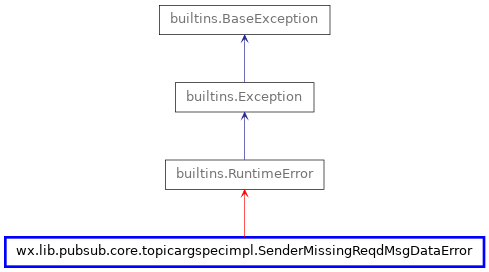 builtins.BaseException
builtins.Exception
builtins.RuntimeError
wx.lib.pubsub.core.topicargspecimpl.SenderMissingReqdMsgDataError